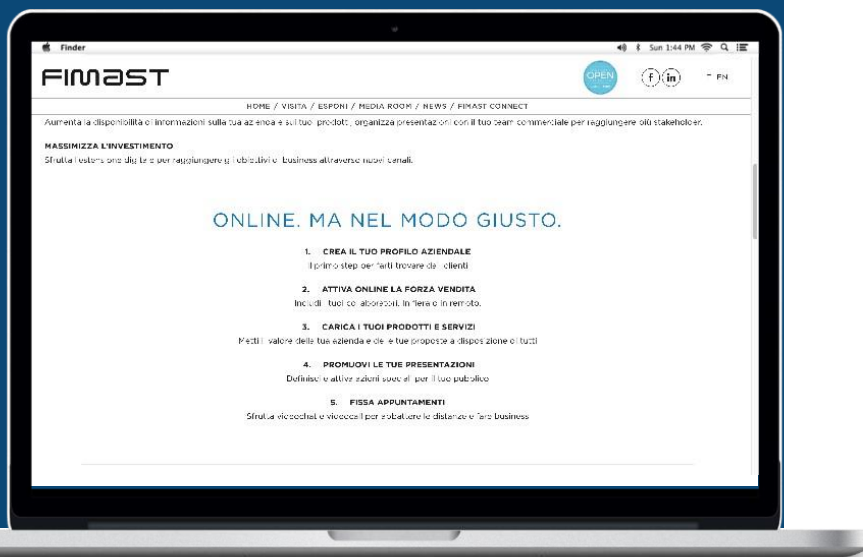 Finder
Sun 1:44 PM
FIMAST
OPEN
f in
EN
HOME / VISITA / ESPONI / MEDIA ROOM / NEWS / FIMAST CONNECT
Aumenta la disponibilità di informazioni sulla tua azienda e sui tuoi prodotti, organizza presentazioni con il tuo team commerciale per raggiungere più stakeholder.
MASSIMIZZA L'INVESTIMENTO
Sfrutta l'estensione digitale per raggiungere gli obiettivi di business attraverso nuovi canali.
ONLINE. MA NEL MODO GIUSTO.
1. CREA IL TUO PROFILO AZIENDALE
Il primo step per farti trovare dai clienti
2. ATTIVA ONLINE LA FORZA VENDITA
Includi i tuoi collaboratori. In fiera o in remoto.
3. CARICA I TUOI PRODOTTI E SERVIZI
Metti il valore della tua azienda e delle tue proposte a disposizione di tutti
4. PROMUOVI LE TUE PRESENTAZIONI
Definisci e attiva azioni speciali per il tuo pubblico
5. FISSA APPUNTAMENTI
Sfrutta videochat e videocall per abbattere le distanze e fare business